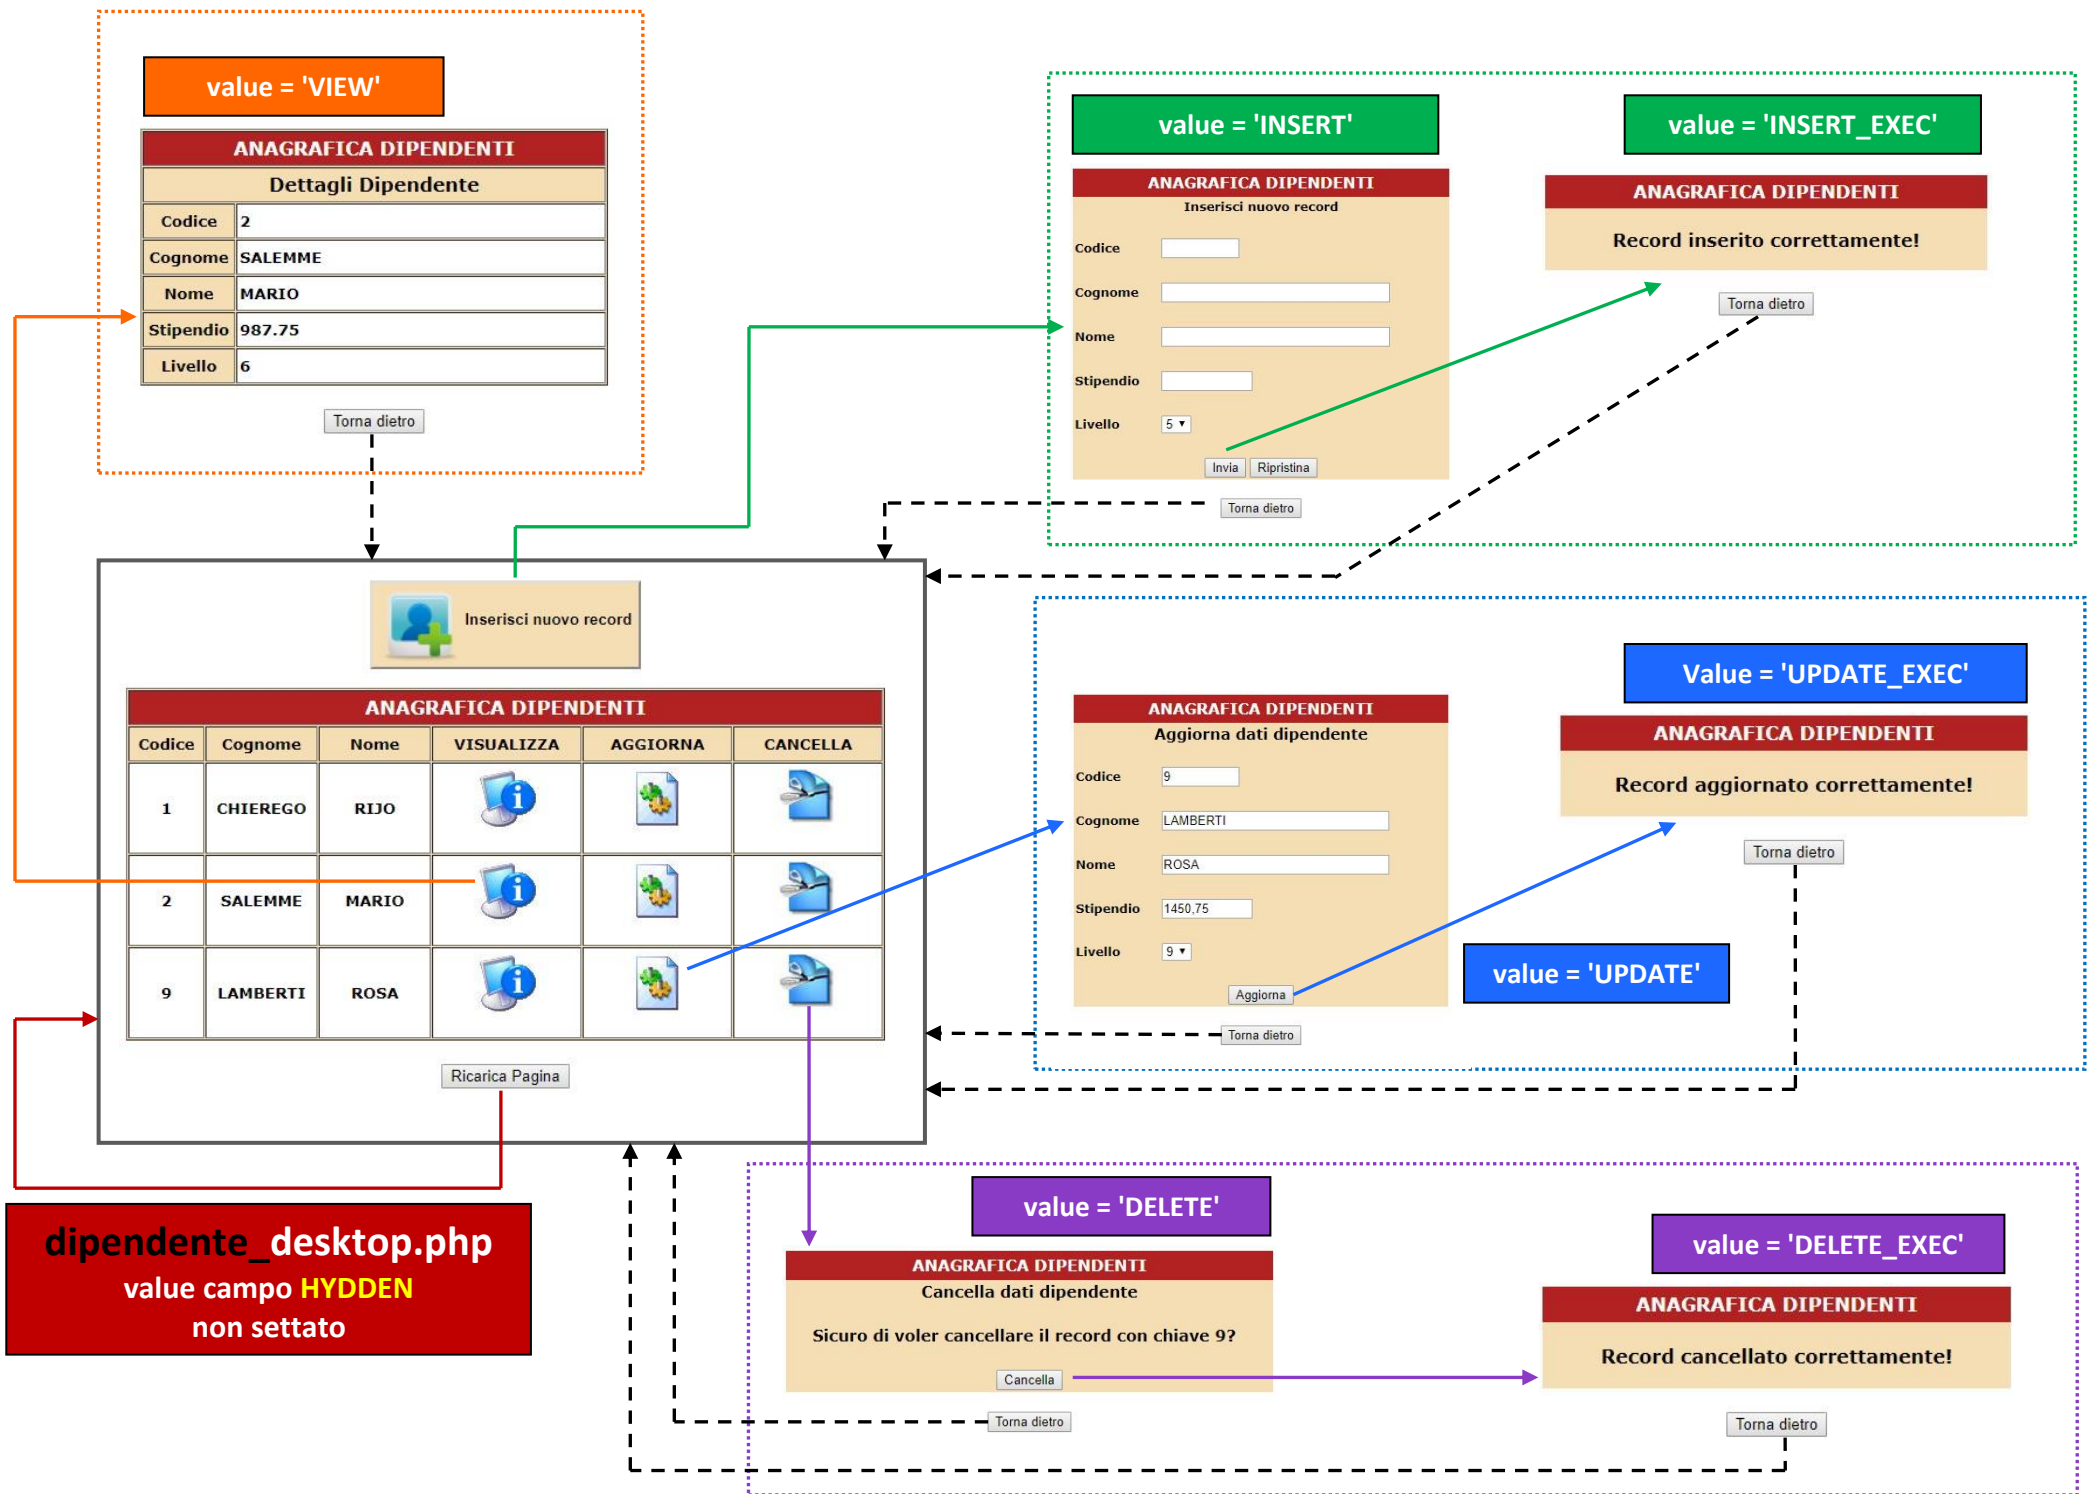 value = 'VIEW'
ANAGRAFICA DIPENDENTI
Dettagli Dipendente
Codice 2
Cognome SALEMME
Nome MARIO
Stipendio 987.75
Livello 6
Torna dietro
value = 'INSERT'
ANAGRAFICA DIPENDENTI
Inserisci nuovo record
Codice
Cognome
Nome
Stipendio
Livello 5
Invia Ripristina
Torna dietro
value = 'INSERT_EXEC'
ANAGRAFICA DIPENDENTI
Record inserito correttamente!
Torna dietro
Inserisci nuovo record
ANAGRAFICA DIPENDENTI
Codice Cognome Nome VISUALIZZA AGGIORNA CANCELLA
1 CHIEREGO RIJO
2 SALEMME MARIO
9 LAMBERTI ROSA
Ricarica Pagina
ANAGRAFICA DIPENDENTI
Aggiorna dati dipendente
Codice 9
Cognome LAMBERTI
Nome ROSA
Stipendio 1450,75
Livello 9
Aggiorna
Torna dietro
value = 'UPDATE'
Value = 'UPDATE_EXEC'
ANAGRAFICA DIPENDENTI
Record aggiornato correttamente!
Torna dietro
dipendente_desktop.php
value campo HYDDEN
non settato
value = 'DELETE'
ANAGRAFICA DIPENDENTI
Cancella dati dipendente
Sicuro di voler cancellare il record con chiave 9?
Cancella
Torna dietro
value = 'DELETE_EXEC'
ANAGRAFICA DIPENDENTI
Record cancellato correttamente!
Torna dietro